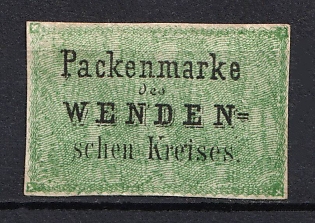 Packenmarke
des
WENDEN=
schen Kreises.